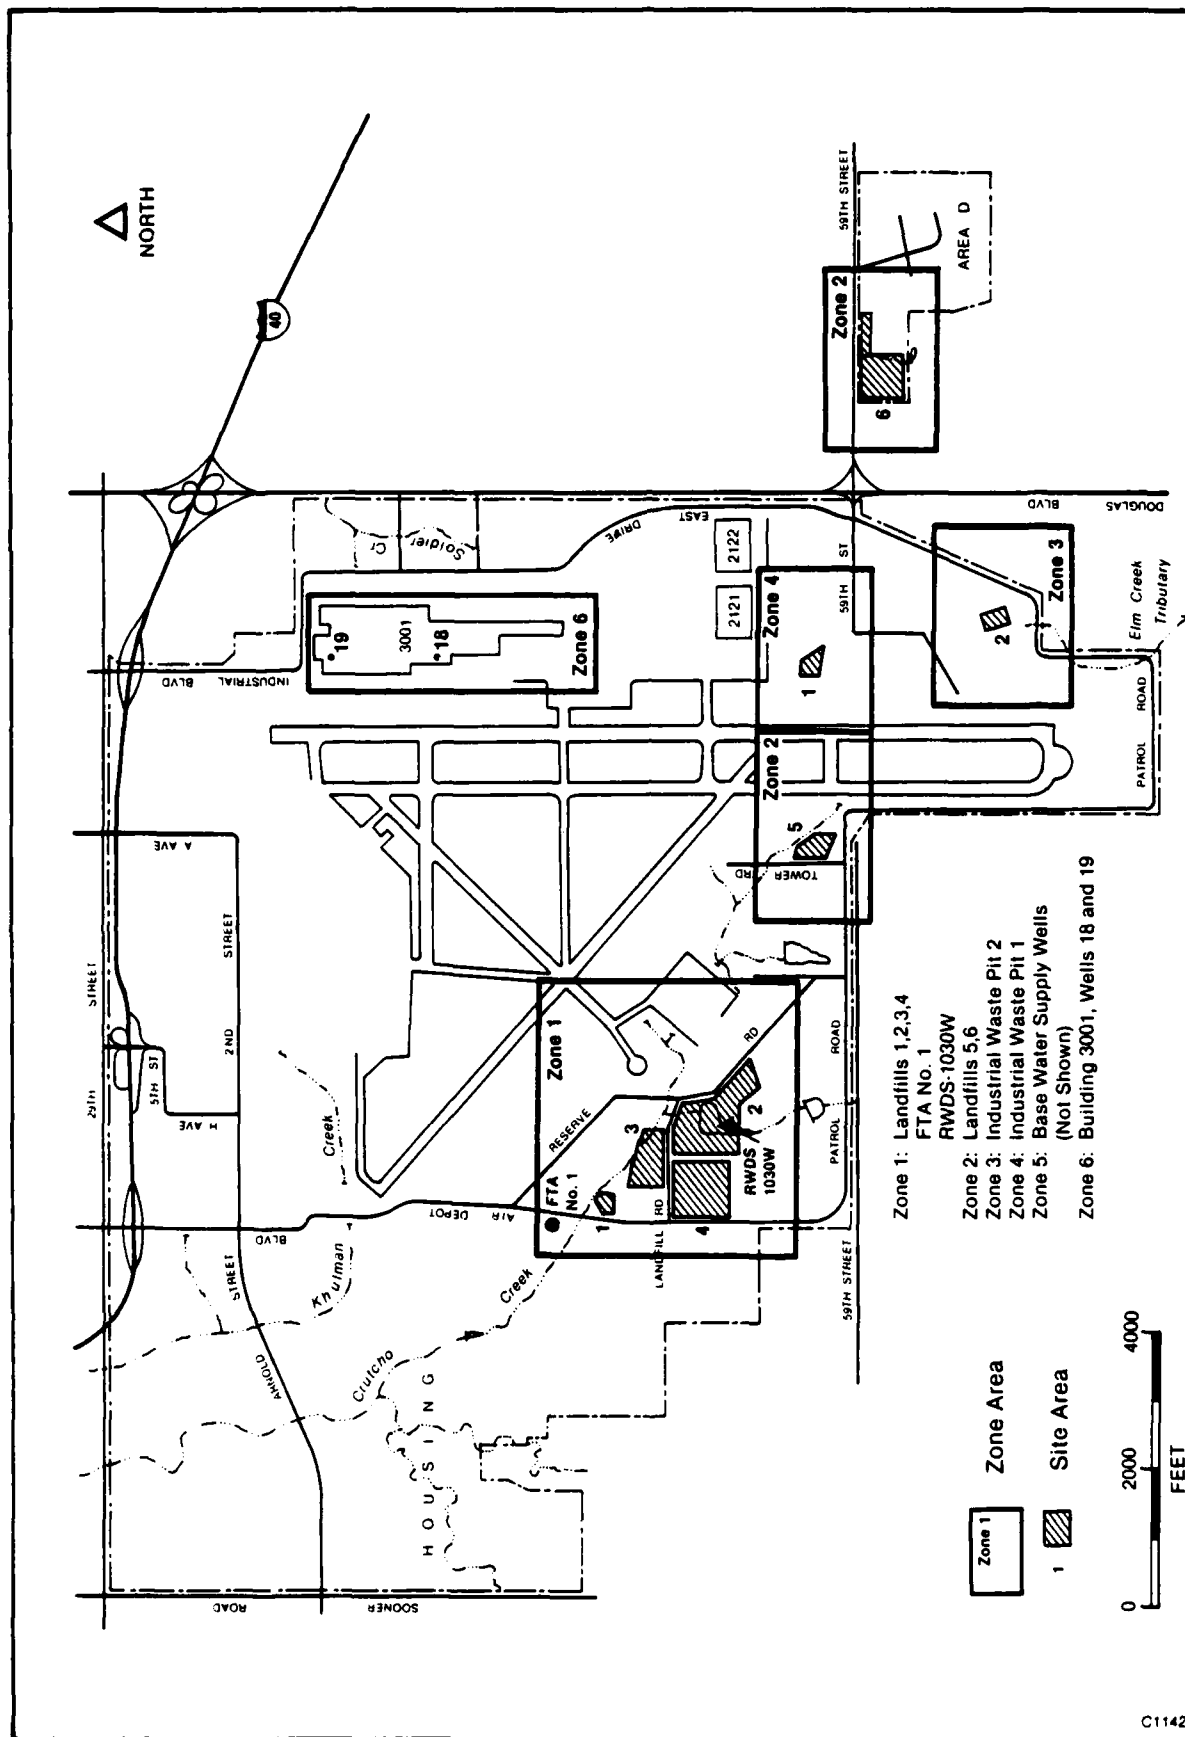 NORTH
40
29TH STREET
A AVE
INDUSTRIAL BLVD
2ND STREET
5TH ST
H AVE
Creek
AIR DEPOT BLVD
ARNOLD STREET
Khulman
Crutcho Creek
HOUSING
SOONER ROAD
Soldier Cr
EAST DRIVE
19
3001
18
Zone 6
2121
2122
59TH STREET
AREA D
Zone 2
6
DOUGLAS BLVD
Zone 4
1
59TH ST
Zone 3
2
Elm Creek Tributary
PATROL ROAD
Zone 2
5
TOWER RD
Zone 1
RESERVE RD
FTA No. 1
1
3
2
4
RWDS 1030W
LANDFILL RD
PATROL ROAD
59TH STREET
Zone 1: Landfills 1,2,3,4
FTA No. 1
RWDS-1030W
Zone 2: Landfills 5,6
Zone 3: Industrial Waste Pit 2
Zone 4: Industrial Waste Pit 1
Zone 5: Base Water Supply Wells
(Not Shown)
Zone 6: Building 3001, Wells 18 and 19
Zone 1
Zone Area
1
Site Area
0 2000 4000
FEET
C1142